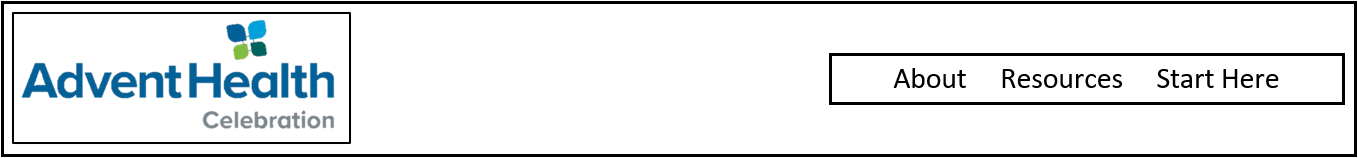 AdventHealth
Celebration
About Resources Start Here